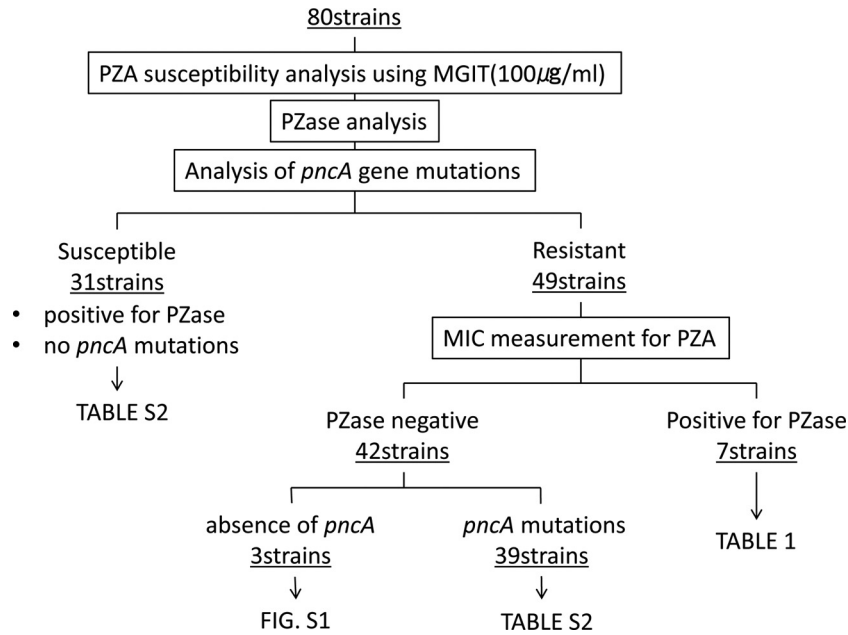 80strains
PZA susceptibility analysis using MGIT(100μg/ml)
PZase analysis
Analysis of pncA gene mutations
Susceptible
31strains
• positive for PZase
• no pncA mutations
TABLE S2
Resistant
49strains
MIC measurement for PZA
PZase negative
42strains
Positive for PZase
7strains
TABLE 1
absence of pncA
3strains
FIG. S1
pncA mutations
39strains
TABLE S2